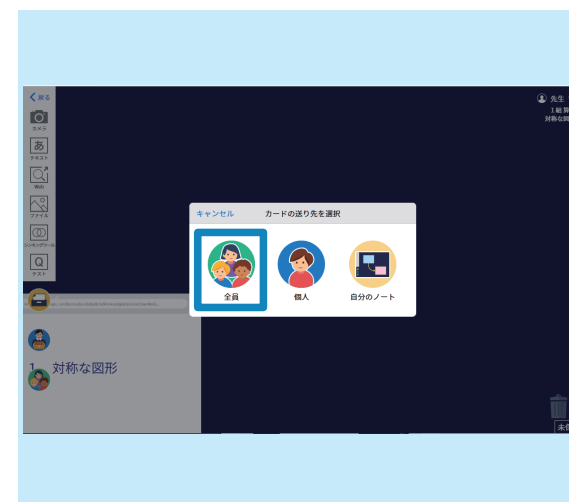 戻る
カメラ
あ
テキスト
Web
ファイル
シンキングツール
Q
テスト
先生
1組 算
対称な図
キャンセル
カードの送り先を選択
全員
個人
自分のノート
1 対称な図形